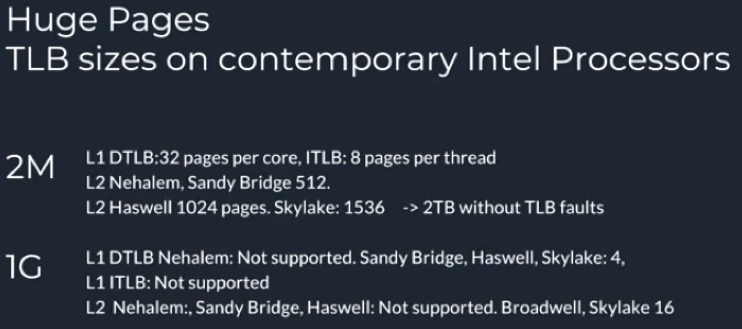 Huge Pages
TLB sizes on contemporary Intel Processors
2M
L1 DTLB:32 pages per core, ITLB: 8 pages per thread
L2 Nehalem, Sandy Bridge 512.
L2 Haswell 1024 pages. Skylake: 1536 -> 2TB without TLB faults
1G
L1 DTLB Nehalem: Not supported. Sandy Bridge, Haswell, Skylake: 4,
L1 ITLB: Not supported
L2 Nehalem:, Sandy Bridge, Haswell: Not supported. Broadwell, Skylake 16